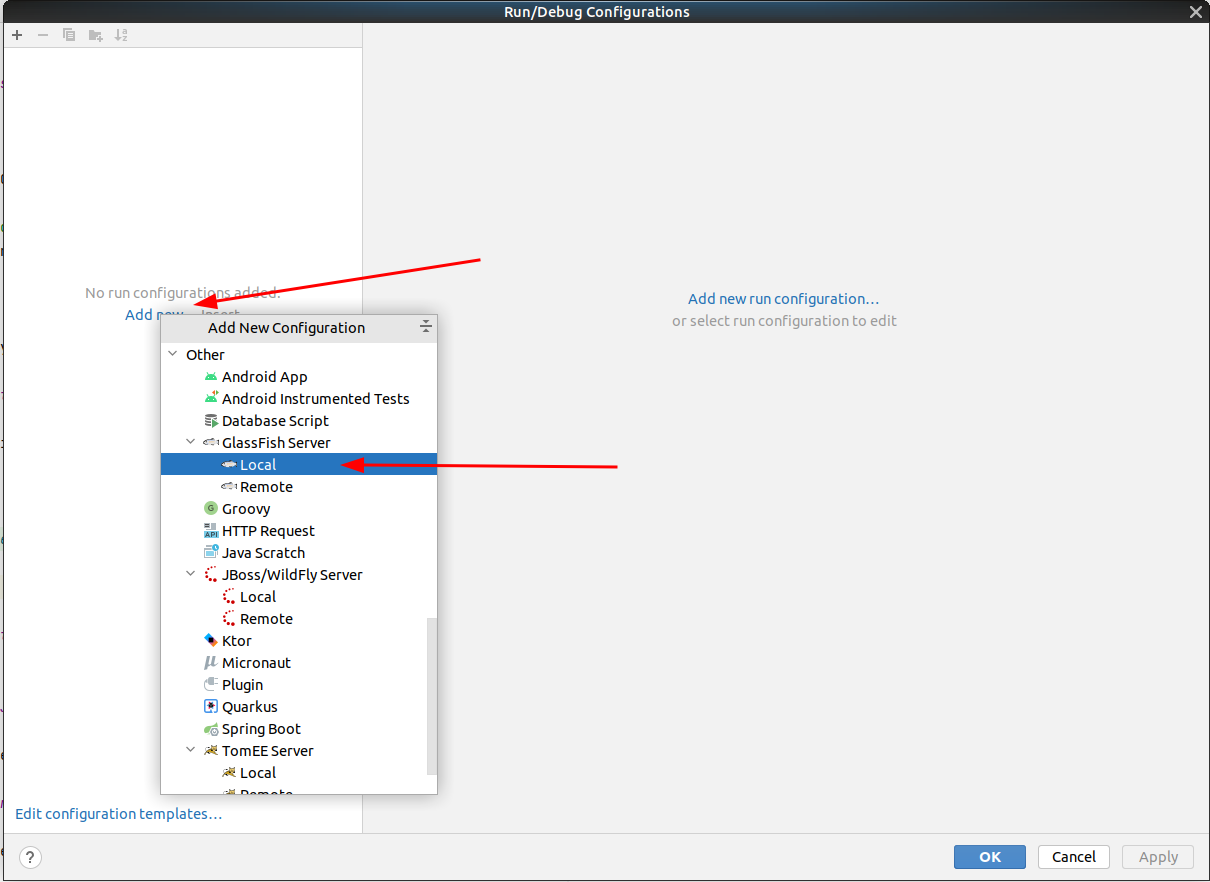 Run/Debug Configurations
No run configurations added.
Add new... Insert
Add new run configuration...
or select run configuration to edit
Add New Configuration
Other
Android App
Android Instrumented Tests
Database Script
GlassFish Server
Local
Remote
Groovy
HTTP Request
Java Scratch
JBoss/WildFly Server
Local
Remote
Ktor
Micronaut
Plugin
Quarkus
Spring Boot
TomEE Server
Local
Remote
Edit configuration templates...
?
OK
Cancel
Apply